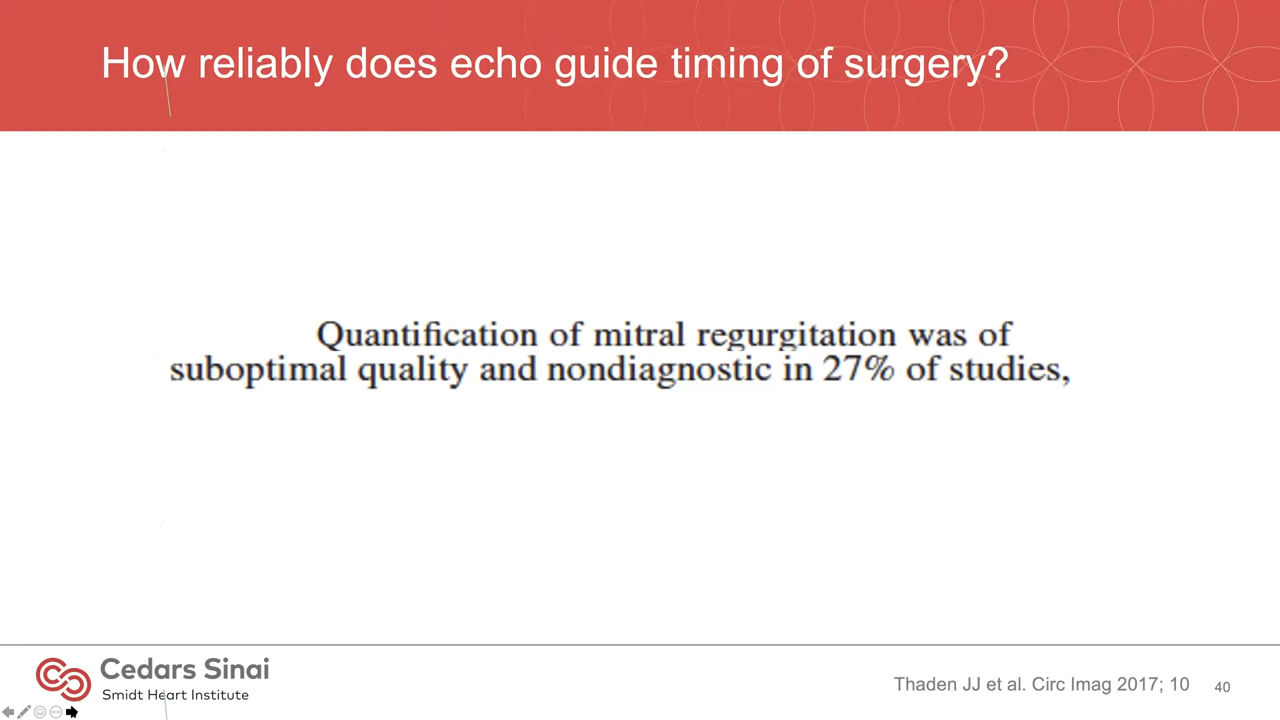 How reliably does echo guide timing of surgery?
Quantification of mitral regurgitation was of
suboptimal quality and nondiagnostic in 27% of studies,
Cedars Sinai
Smidt Heart Institute
Thaden JJ et al. Circ Imag 2017; 10
40